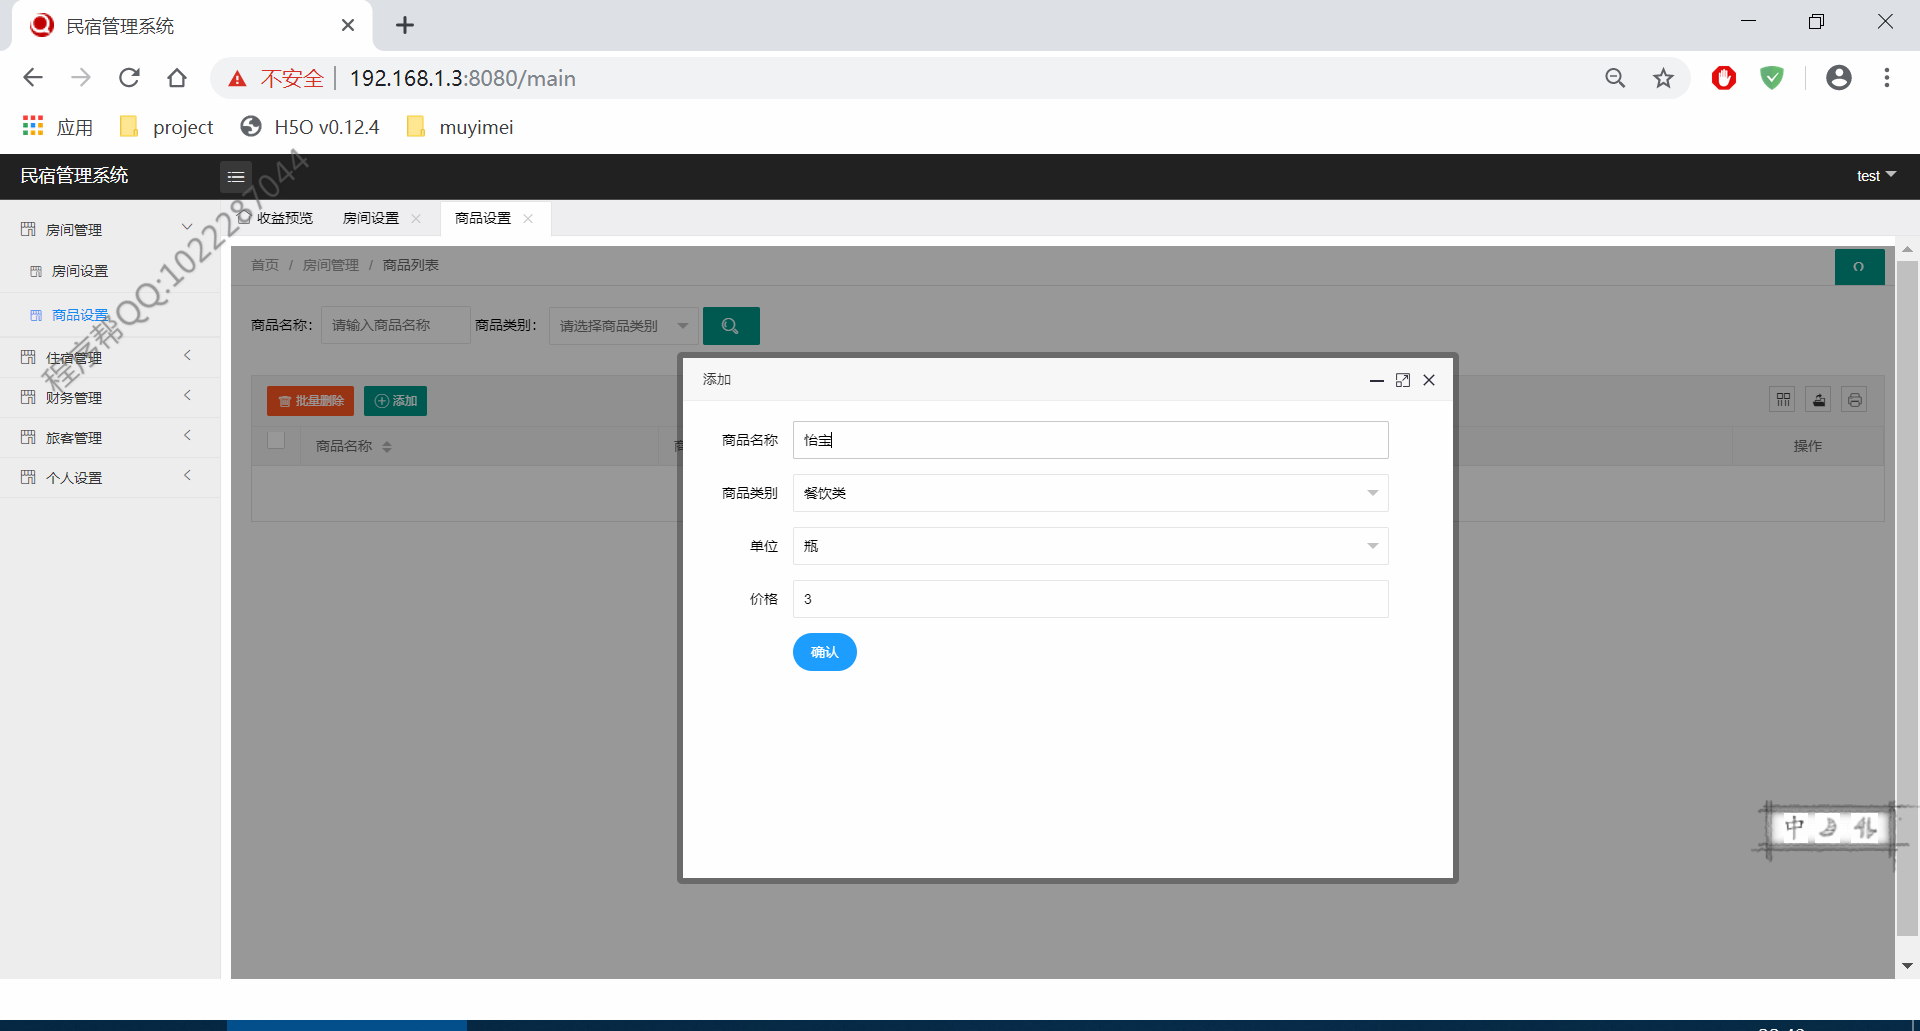 民宿管理系统
不安全 192.168.1.3:8080/main
应用 project H5O v0.12.4 muyimei
民宿管理系统 test
房间管理
房间设置
商品设置
住宿管理
财务管理
旅客管理
个人设置
收益预览 房间设置 商品设置
首页 / 房间管理 / 商品列表
商品名称： 请输入商品名称 商品类别： 请选择商品类别
批量删除 添加
商品名称 操作
添加
商品名称 怡宝
商品类别 餐饮类
单位 瓶
价格 3
确认
程序帮QQ:1022287044
中